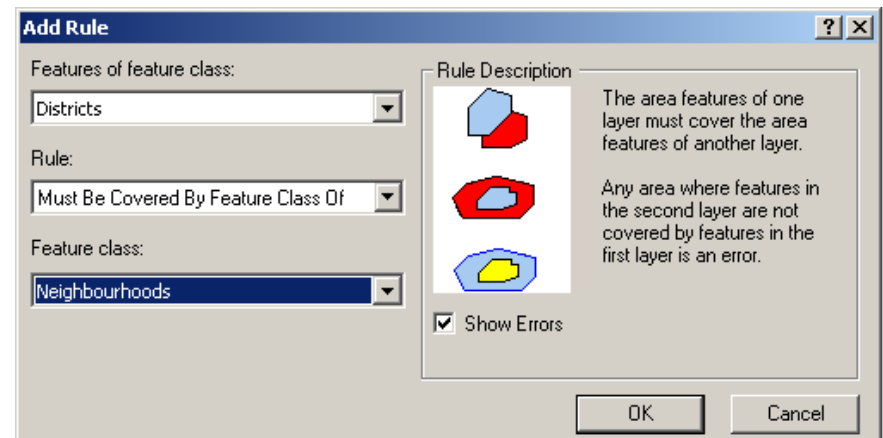 Add Rule
Features of feature class:
Districts
Rule:
Must Be Covered By Feature Class Of
Feature class:
Neighbourhoods
Rule Description
The area features of one
layer must cover the area
features of another layer.
Any area where features in
the second layer are not
covered by features in the
first layer is an error.
Show Errors
OK
Cancel